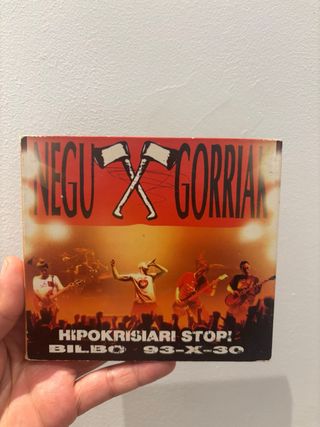 NEGU GORRIAK
HIPOKRISIARI STOP!
BILBO 93-X-30